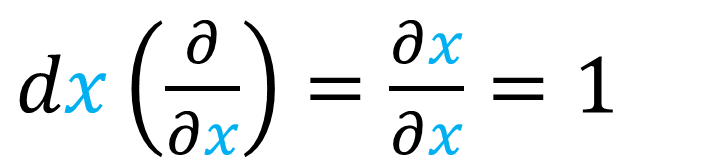 dx(∂/∂x) = ∂x/∂x = 1